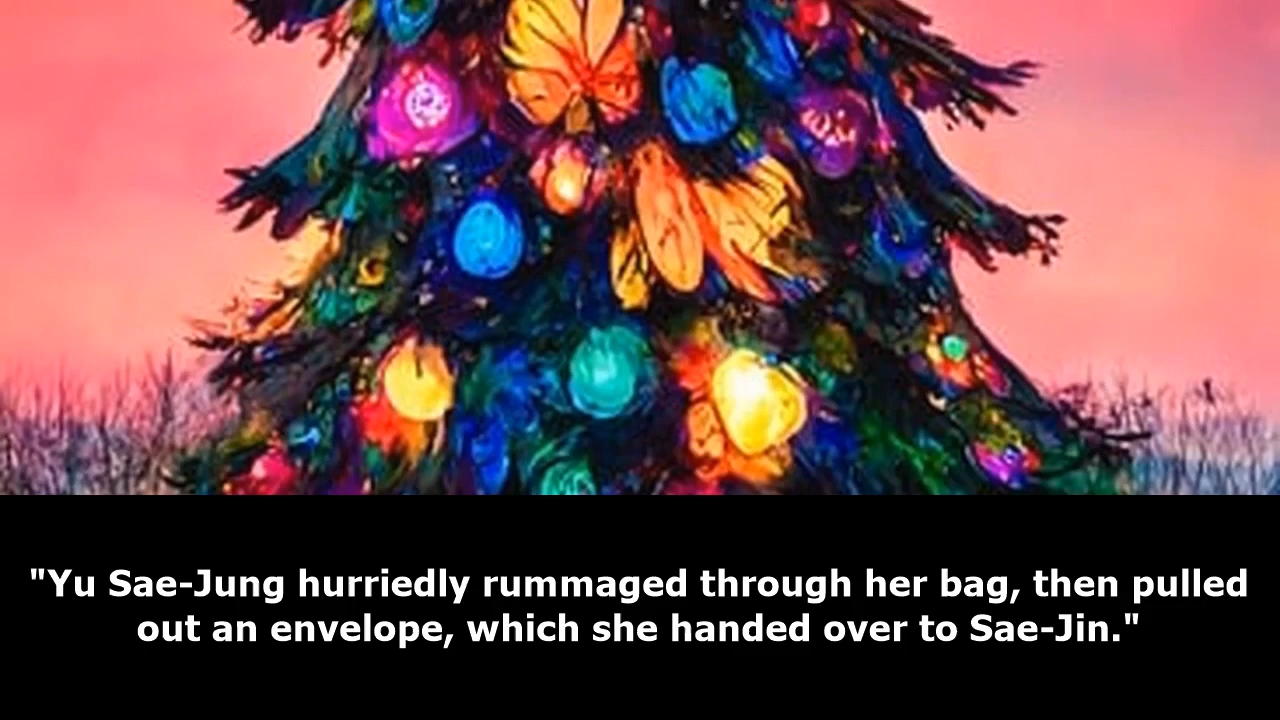 "Yu Sae-Jung hurriedly rummaged through her bag, then pulled
out an envelope, which she handed over to Sae-Jin."